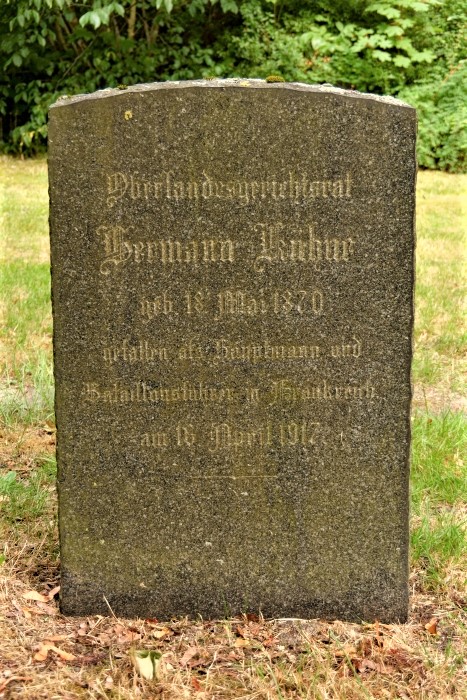 Oberlandesgerichtsrat
Hermann Kühne
geb. 18. Mai 1870
gefallen als Hauptmann und
Bataillonsführer in Frankreich
am 16. April 1917.